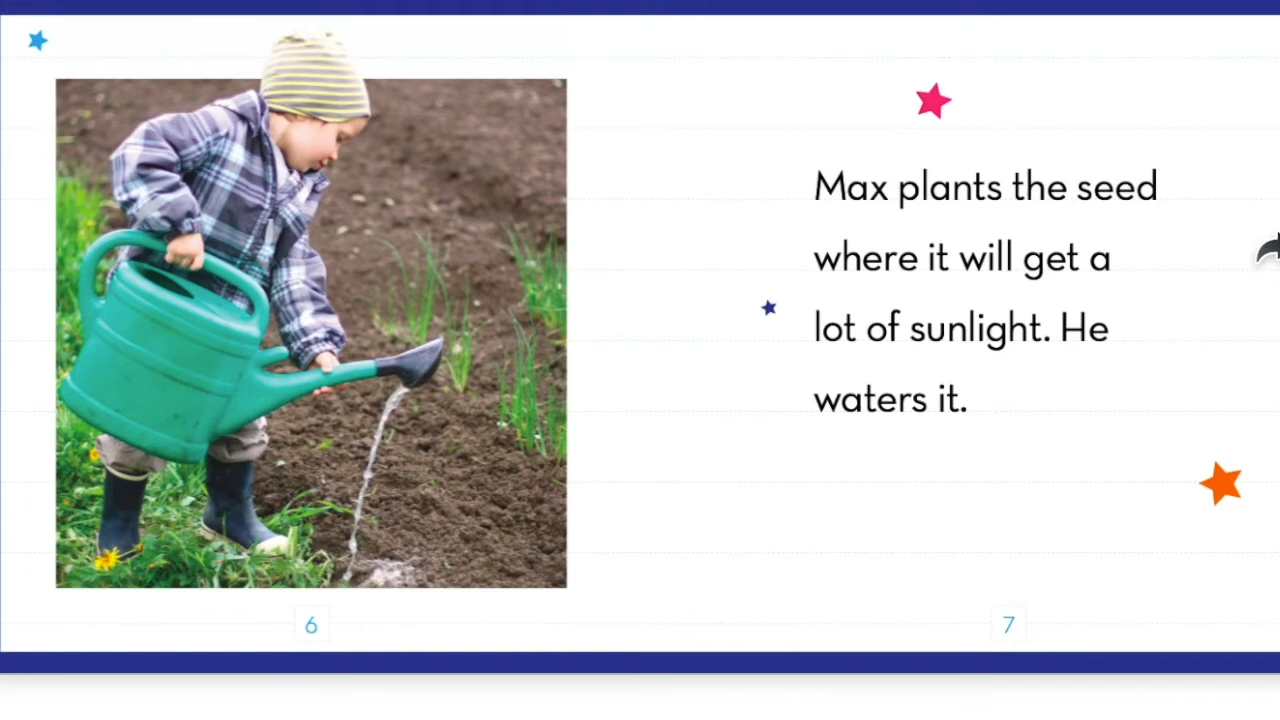 Max plants the seed
where it will get a
lot of sunlight. He
waters it.
6
7